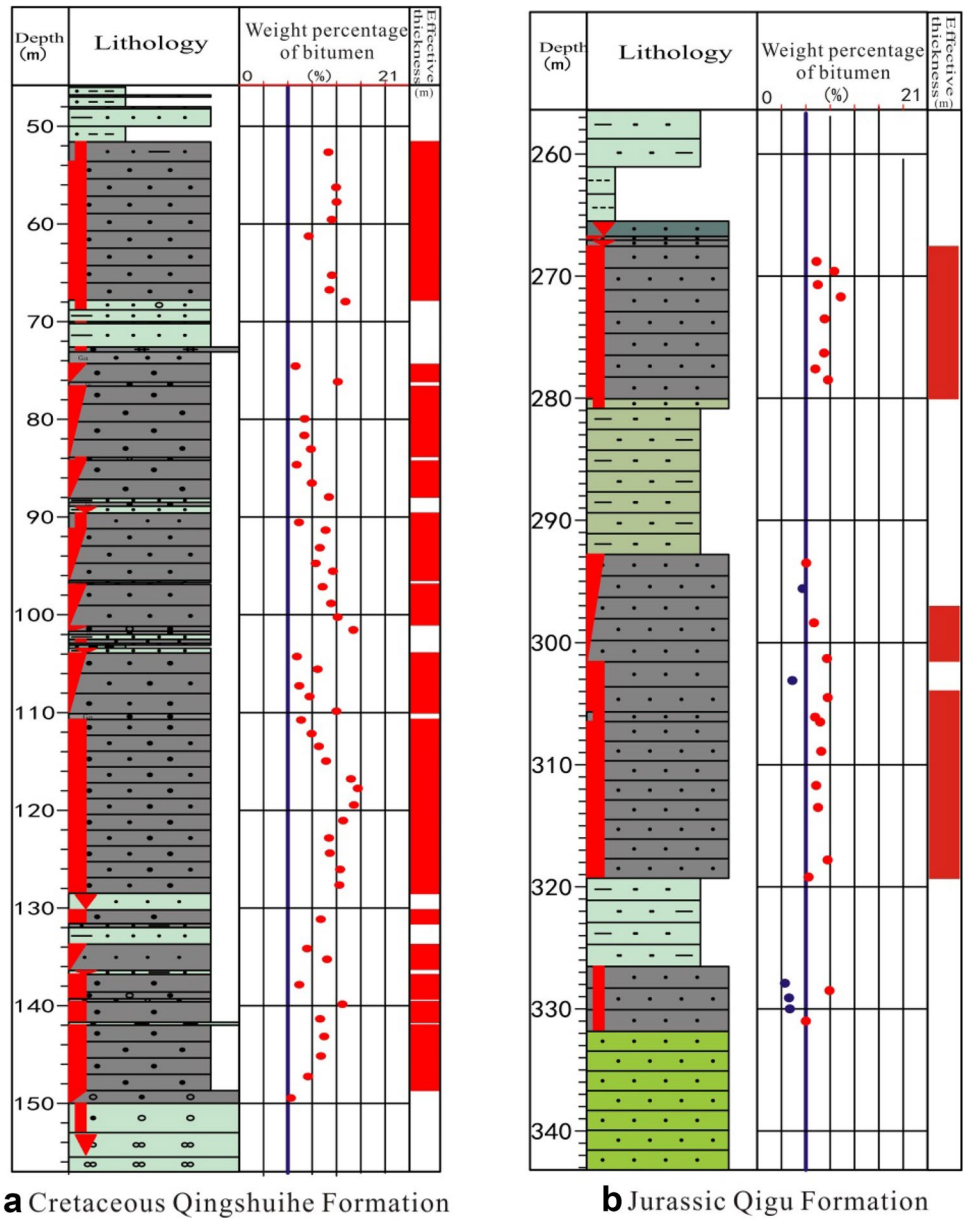 Depth
(m)
Lithology
Weight percentage
of bitumen
(%)
0
21
Effective
thickness
(m)
50
60
70
80
90
100
110
120
130
140
150
a Cretaceous Qingshuihe Formation
Depth
(m)
Lithology
Weight percentage
of bitumen
(%)
0
21
Effective
thickness
(m)
260
270
280
290
300
310
320
330
340
b Jurassic Qigu Formation